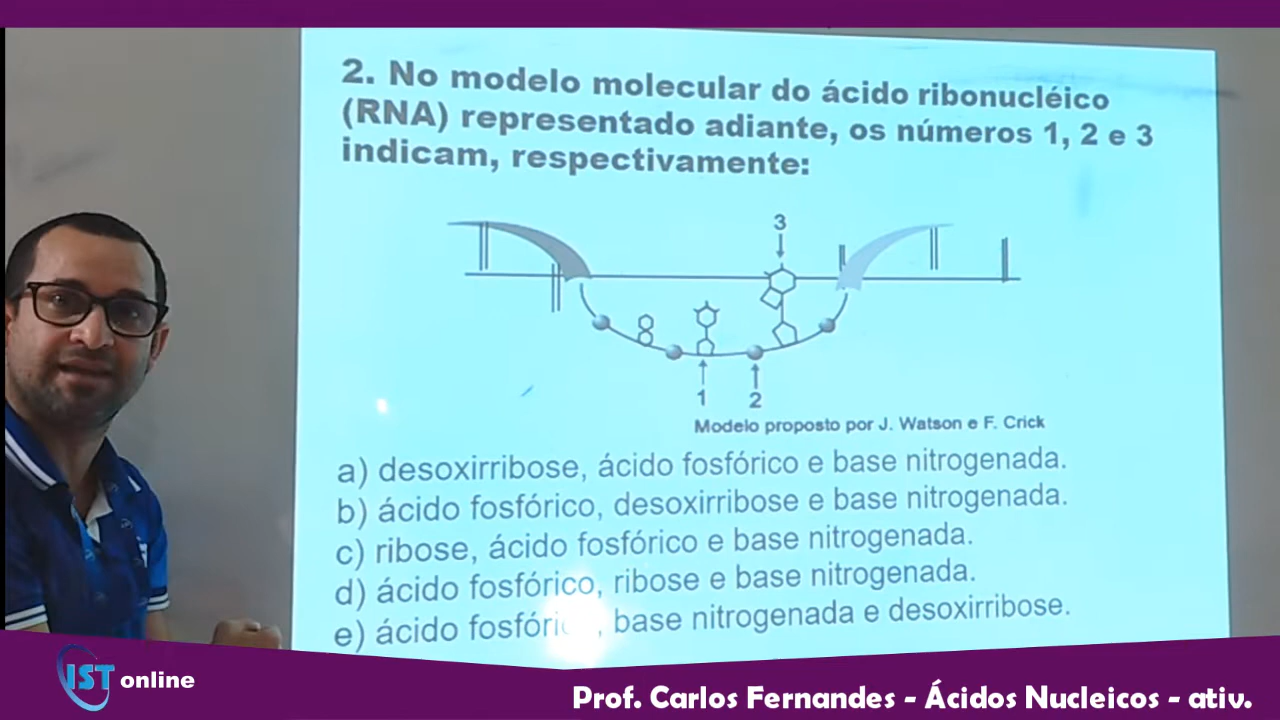 2. No modelo molecular do ácido ribonucléico
(RNA) representado adiante, os números 1, 2 e 3
indicam, respectivamente:
3
1
2
Modelo proposto por J. Watson e F. Crick
a) desoxirribose, ácido fosfórico e base nitrogenada.
b) ácido fosfórico, desoxirribose e base nitrogenada.
c) ribose, ácido fosfórico e base nitrogenada.
d) ácido fosfórico, ribose e base nitrogenada.
e) ácido , base nitrogenada e desoxirribose.
IST online
Prof. Carlos Fernandes - Ácidos Nucleicos - ativ.